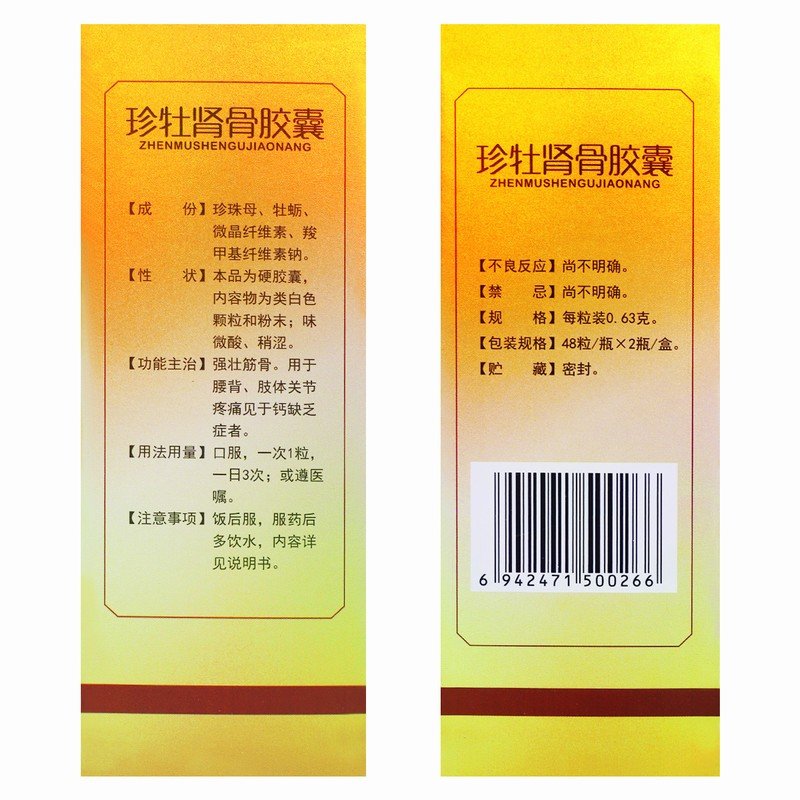 珍牡肾骨胶囊
ZHENMUSHENGUJIAONANG
【成 份】珍珠母、牡蛎、
微晶纤维素、羧
甲基纤维素钠。
【性 状】本品为硬胶囊，
内容物为类白色
颗粒和粉末；味
微酸、稍涩。
【功能主治】强壮筋骨。用于
腰背、肢体关节
疼痛见于钙缺乏
症者。
【用法用量】口服，一次1粒，
一日3次；或遵医
嘱。
【注意事项】饭后服，服药后
多饮水，内容详
见说明书。
珍牡肾骨胶囊
ZHENMUSHENGUJIAONANG
【不良反应】尚不明确。
【禁 忌】尚不明确。
【规 格】每粒装0.63克。
【包装规格】48粒/瓶×2瓶/盒。
【贮 藏】密封。
6 942471 500266